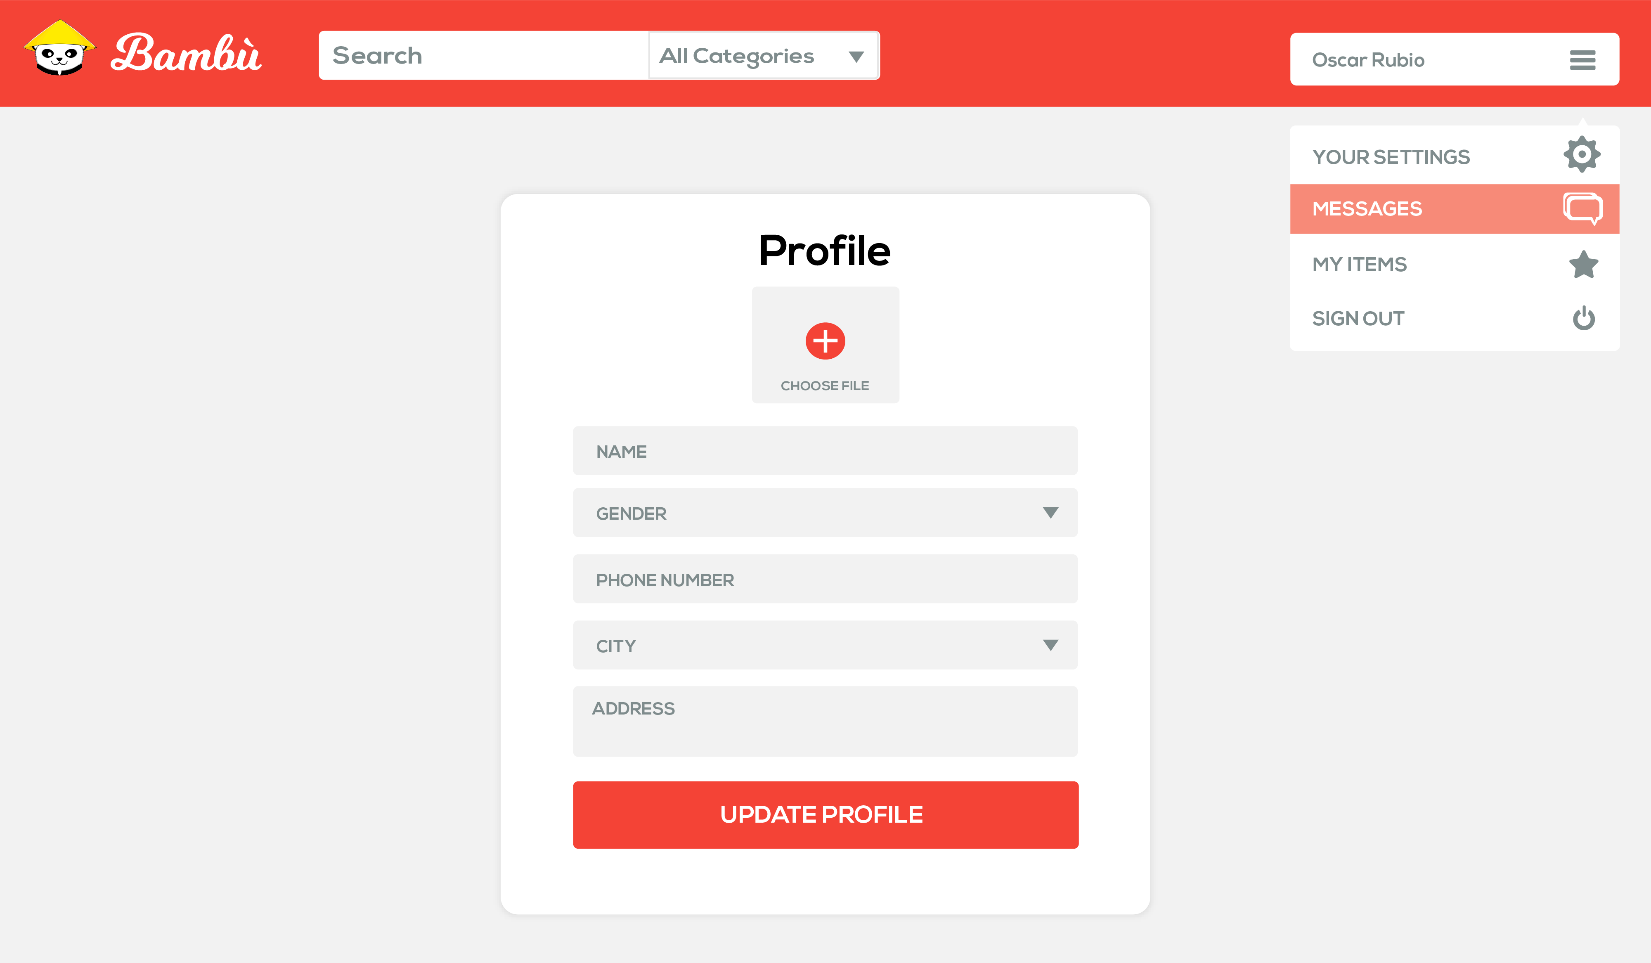 Bambù
Search
All Categories
Oscar Rubio
YOUR SETTINGS
MESSAGES
MY ITEMS
SIGN OUT
Profile
CHOOSE FILE
NAME
GENDER
PHONE NUMBER
CITY
ADDRESS
UPDATE PROFILE